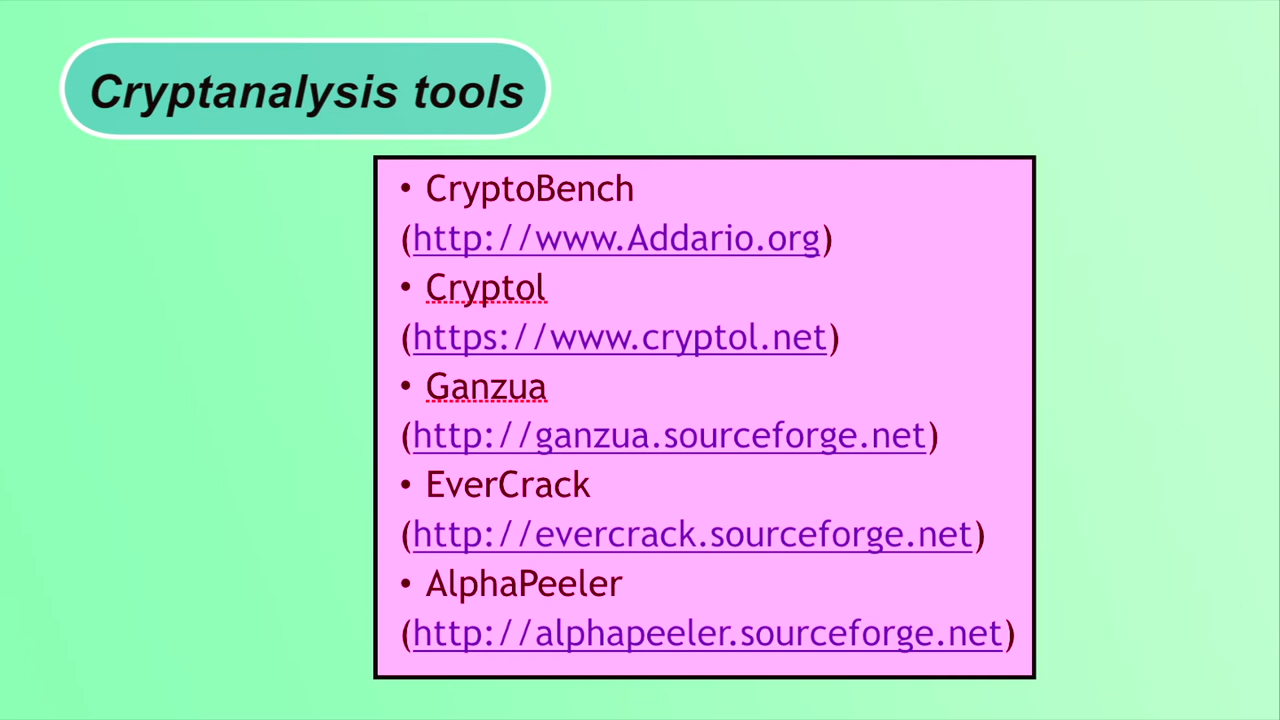 Cryptanalysis tools
• CryptoBench
(http://www.Addario.org)
• Cryptol
(https://www.cryptol.net)
• Ganzua
(http://ganzua.sourceforge.net)
• EverCrack
(http://evercrack.sourceforge.net)
• AlphaPeeler
(http://alphapeeler.sourceforge.net)